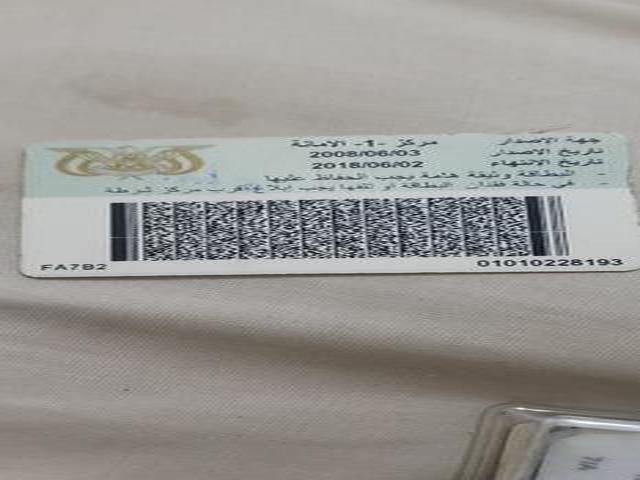 جهة الاصدار مركز -1- الامانة
تاريخ الاصدار 2008/06/03
تاريخ الانتهاء 2018/06/02
- البطاقة وثيقة هامة يجب الحفاظ عليها
في حالة فقدان البطاقة او تلفها يجب ابلاغ اقرب مركز شرطة
FA7B2
01010228193